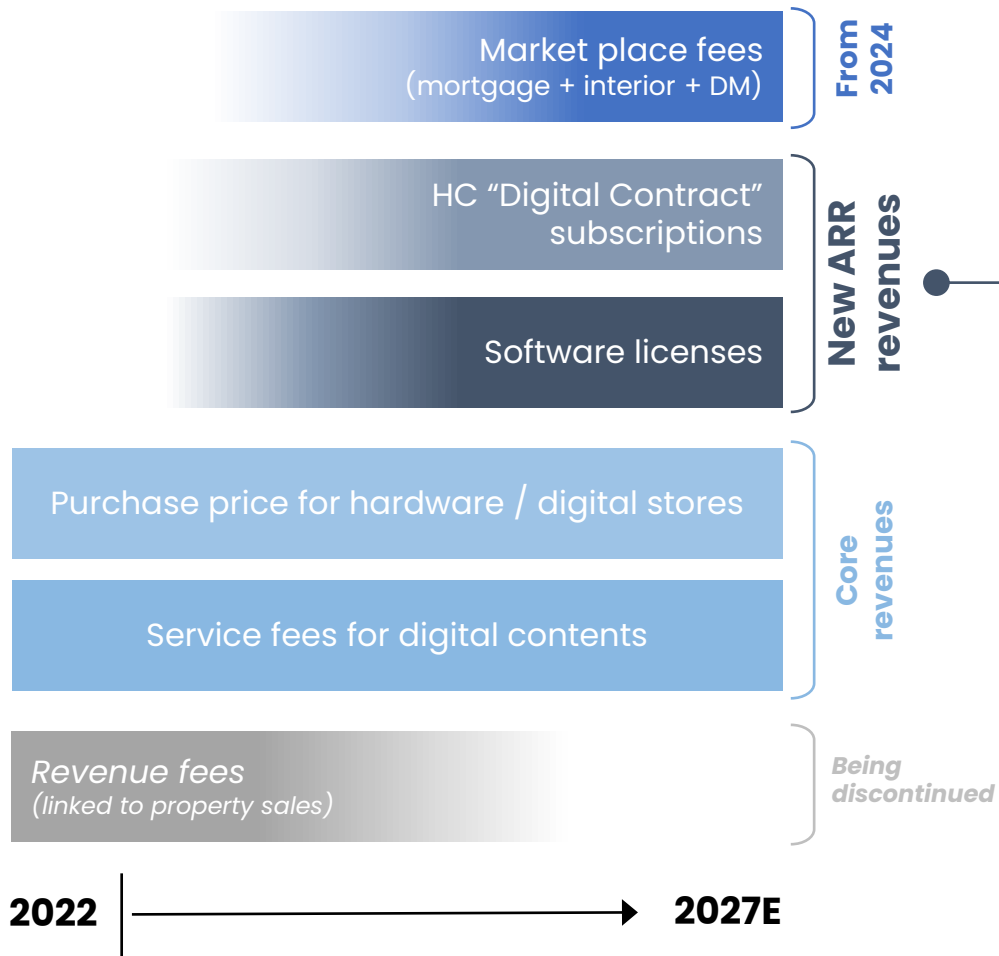 Market place fees
(mortgage + interior + DM)
From
2024
HC “Digital Contract”
subscriptions
Software licenses
New ARR
revenues
Purchase price for hardware / digital stores
Service fees for digital contents
Core
revenues
Revenue fees
(linked to property sales)
Being
discontinued
2022
2027E